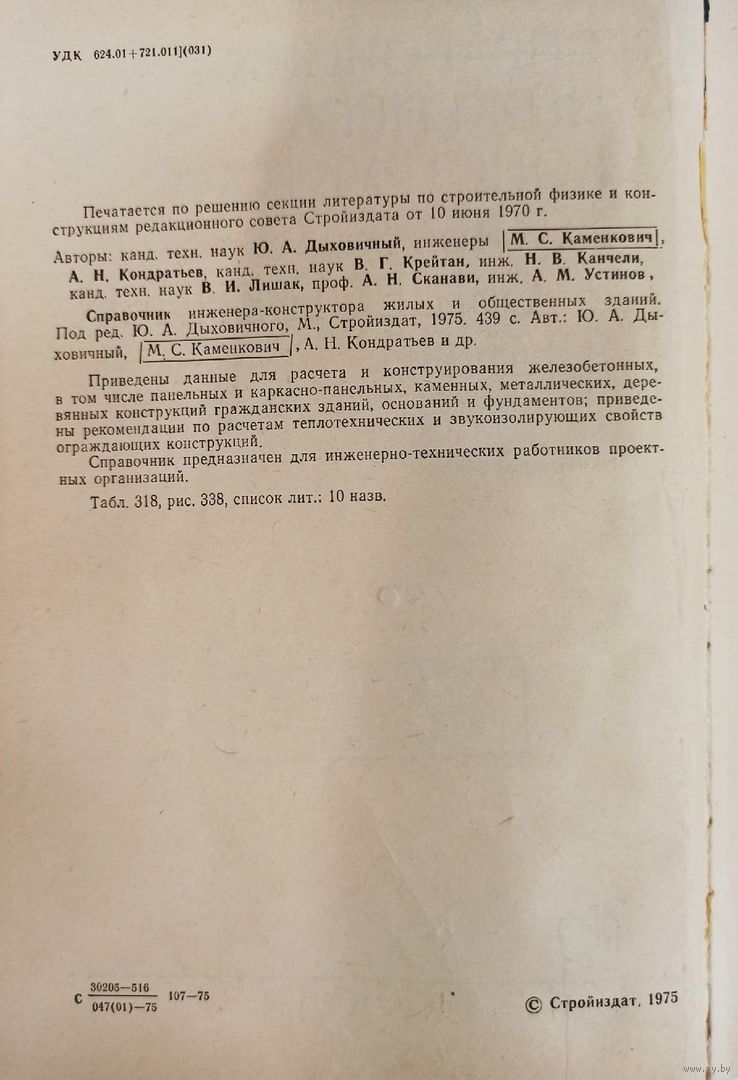 УДК 624.01+721.011](031)
Печатается по решению секции литературы по строительной физике и кон-
струкциям редакционного совета Стройиздата от 10 июня 1970 г.
Авторы: канд. техн. наук Ю. А. Дыховичный, инженеры |М. С. Каменкович|,
А. Н. Кондратьев, канд. техн. наук В. Г. Крейтан, инж. Н. В. Канчели,
канд. техн. наук В. И. Лишак, проф. А. Н. Сканави, инж. А. М. Устинов,
Справочник инженера-конструктора жилых и общественных зданий.
Под ред. Ю. А. Дыховичного, М., Стройиздат, 1975. 439 с. Авт.: Ю. А. Ды-
ховичный, |М. С. Каменкович|, А. Н. Кондратьев и др.
Приведены данные для расчета и конструирования железобетонных,
в том числе панельных и каркасно-панельных, каменных, металлических, дере-
вянных конструкций гражданских зданий, оснований и фундаментов; приведе-
ны рекомендации по расчетам теплотехнических и звукоизолирующих свойств
ограждающих конструкций.
Справочник предназначен для инженерно-технических работников проект-
ных организаций.
Табл. 318, рис. 338, список лит.: 10 назв.
С 30205—516 107—75
047(01)—75
© Стройиздат, 1975
www.ay.by